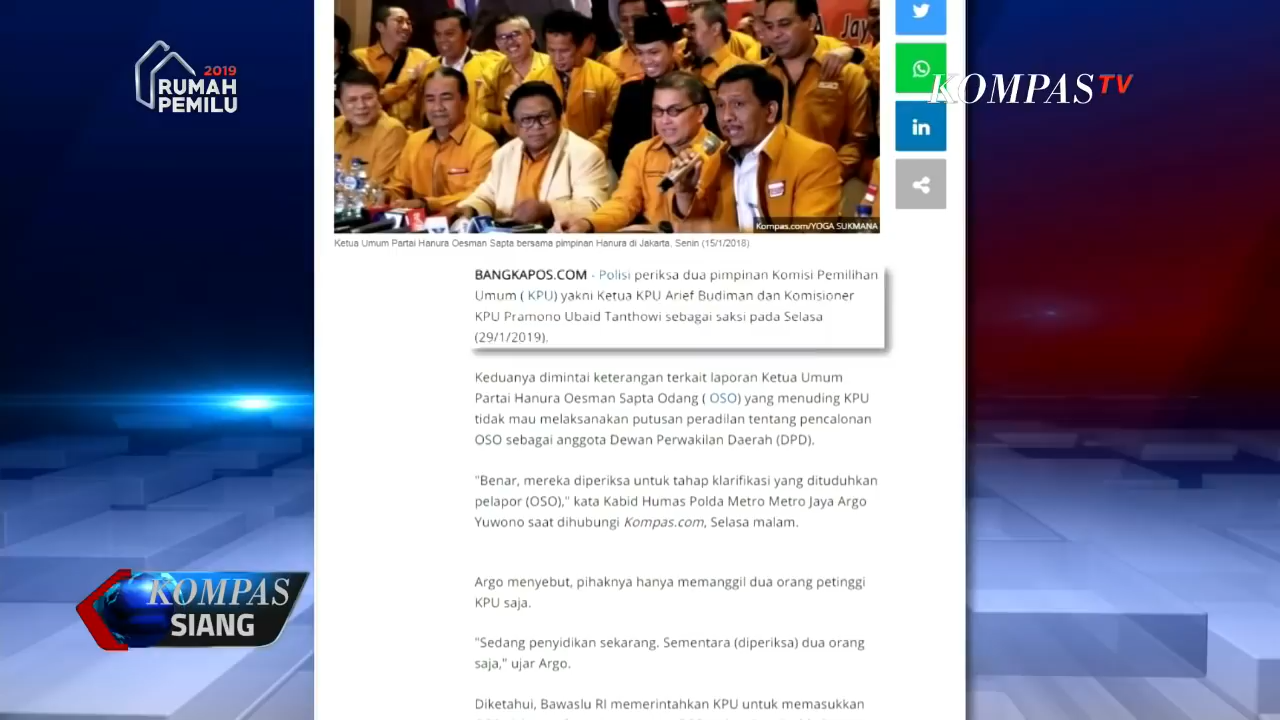 2019
RUMAH
PEMILU
KOMPAS TV
Jay
Kompas.com/YOGA SUKMANA
Ketua Umum Partai Hanura Oesman Sapta bersama pimpinan Hanura di Jakarta, Senin (15/1/2018)
BANGKAPOS.COM - Polisi periksa dua pimpinan Komisi Pemilihan
Umum ( KPU) yakni Ketua KPU Arief Budiman dan Komisioner
KPU Pramono Ubaid Tanthowi sebagai saksi pada Selasa
(29/1/2019).
Keduanya dimintai keterangan terkait laporan Ketua Umum
Partai Hanura Oesman Sapta Odang ( OSO) yang menuding KPU
tidak mau melaksanakan putusan peradilan tentang pencalonan
OSO sebagai anggota Dewan Perwakilan Daerah (DPD).
"Benar, mereka diperiksa untuk tahap klarifikasi yang dituduhkan
pelapor (OSO)," kata Kabid Humas Polda Metro Metro Jaya Argo
Yuwono saat dihubungi Kompas.com, Selasa malam.
Argo menyebut, pihaknya hanya memanggil dua orang petinggi
KPU saja.
"Sedang penyidikan sekarang. Sementara (diperiksa) dua orang
saja," ujar Argo.
Diketahui, Bawaslu RI memerintahkan KPU untuk memasukkan
KOMPAS
SIANG